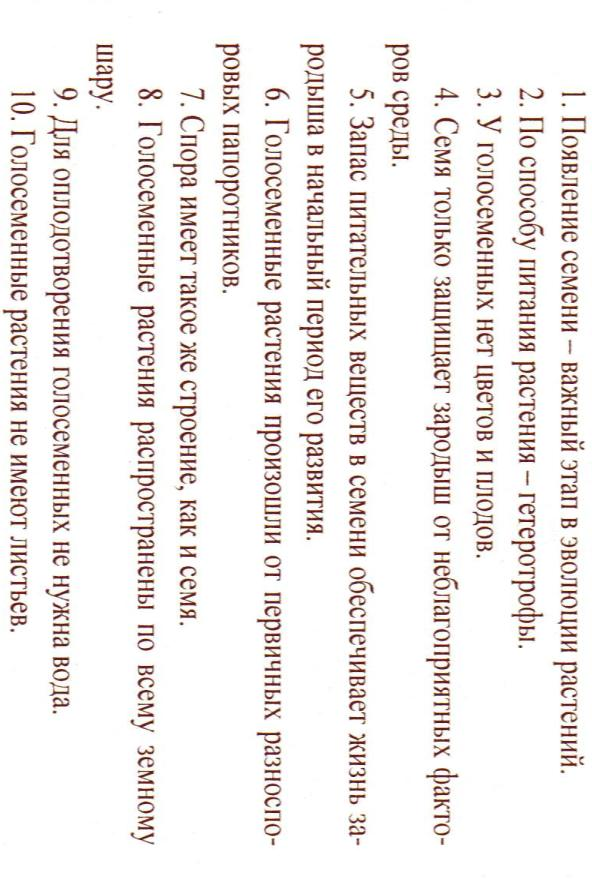 1. Появление семени – важный этап в эволюции растений.
2. По способу питания растения – гетеротрофы.
3. У голосеменных нет цветов и плодов.
4. Семя только защищает зародыш от неблагоприятных факто-
ров среды.
5. Запас питательных веществ в семени обеспечивает жизнь за-
родыша в начальный период его развития.
6. Голосеменные растения произошли от первичных разноспо-
ровых папоротников.
7. Спора имеет такое же строение, как и семя.
8. Голосеменные растения распространены по всему земному
шару.
9. Для оплодотворения голосеменных не нужна вода.
10. Голосеменные растения не имеют листьев.